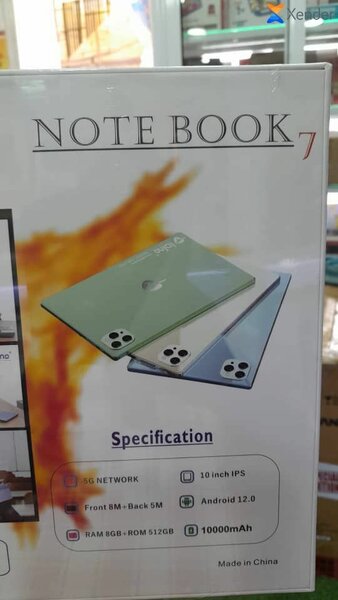 Xender
NOTE BOOK 7
Specification
5G NETWORK
10 inch IPS
Front 8M+Back 5M
Android 12.0
RAM 8GB+ROM 512GB
10000mAh
Made in China